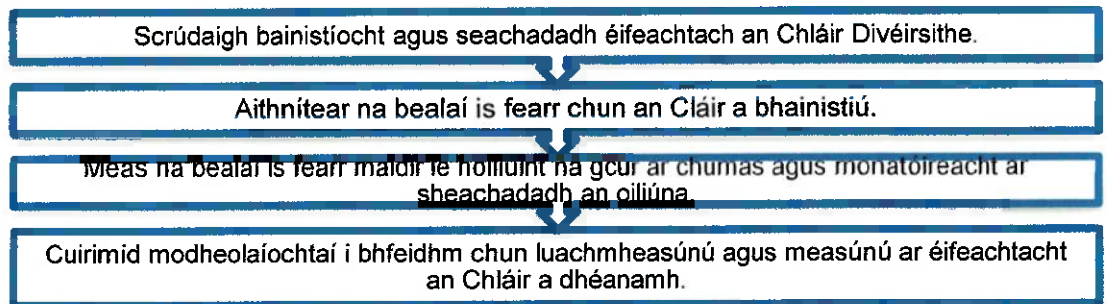 Scrúdaigh bainistíocht agus seachadadh éifeachtach an Chláir Divéirsithe.
Aithnítear na bealaí is fearr chun an Cláir a bhainistiú.
Meas na bealaí is fearr maidir le hoiliúint na gcur ar chumas agus monatóireacht ar
sheachadadh an oiliúna.
Cuirimid modheolaíochtaí i bhfeidhm chun luachmheasúnú agus measúnú ar éifeachtacht
an Chláir a dhéanamh.